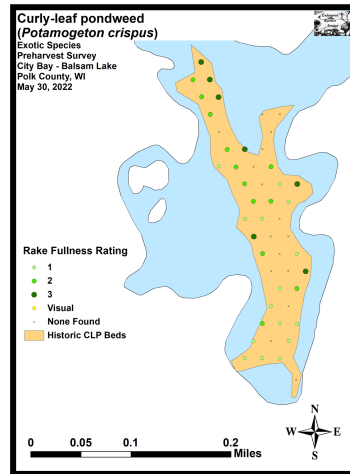 Curly-leaf pondweed
(Potamogeton crispus)
Exotic Species
Preharvest Survey
City Bay - Balsam Lake
Polk County, WI
May 30, 2022
Rake Fullness Rating
1
2
3
Visual
None Found
Historic CLP Beds
N
W E
S
0 0.05 0.1 0.2
Miles